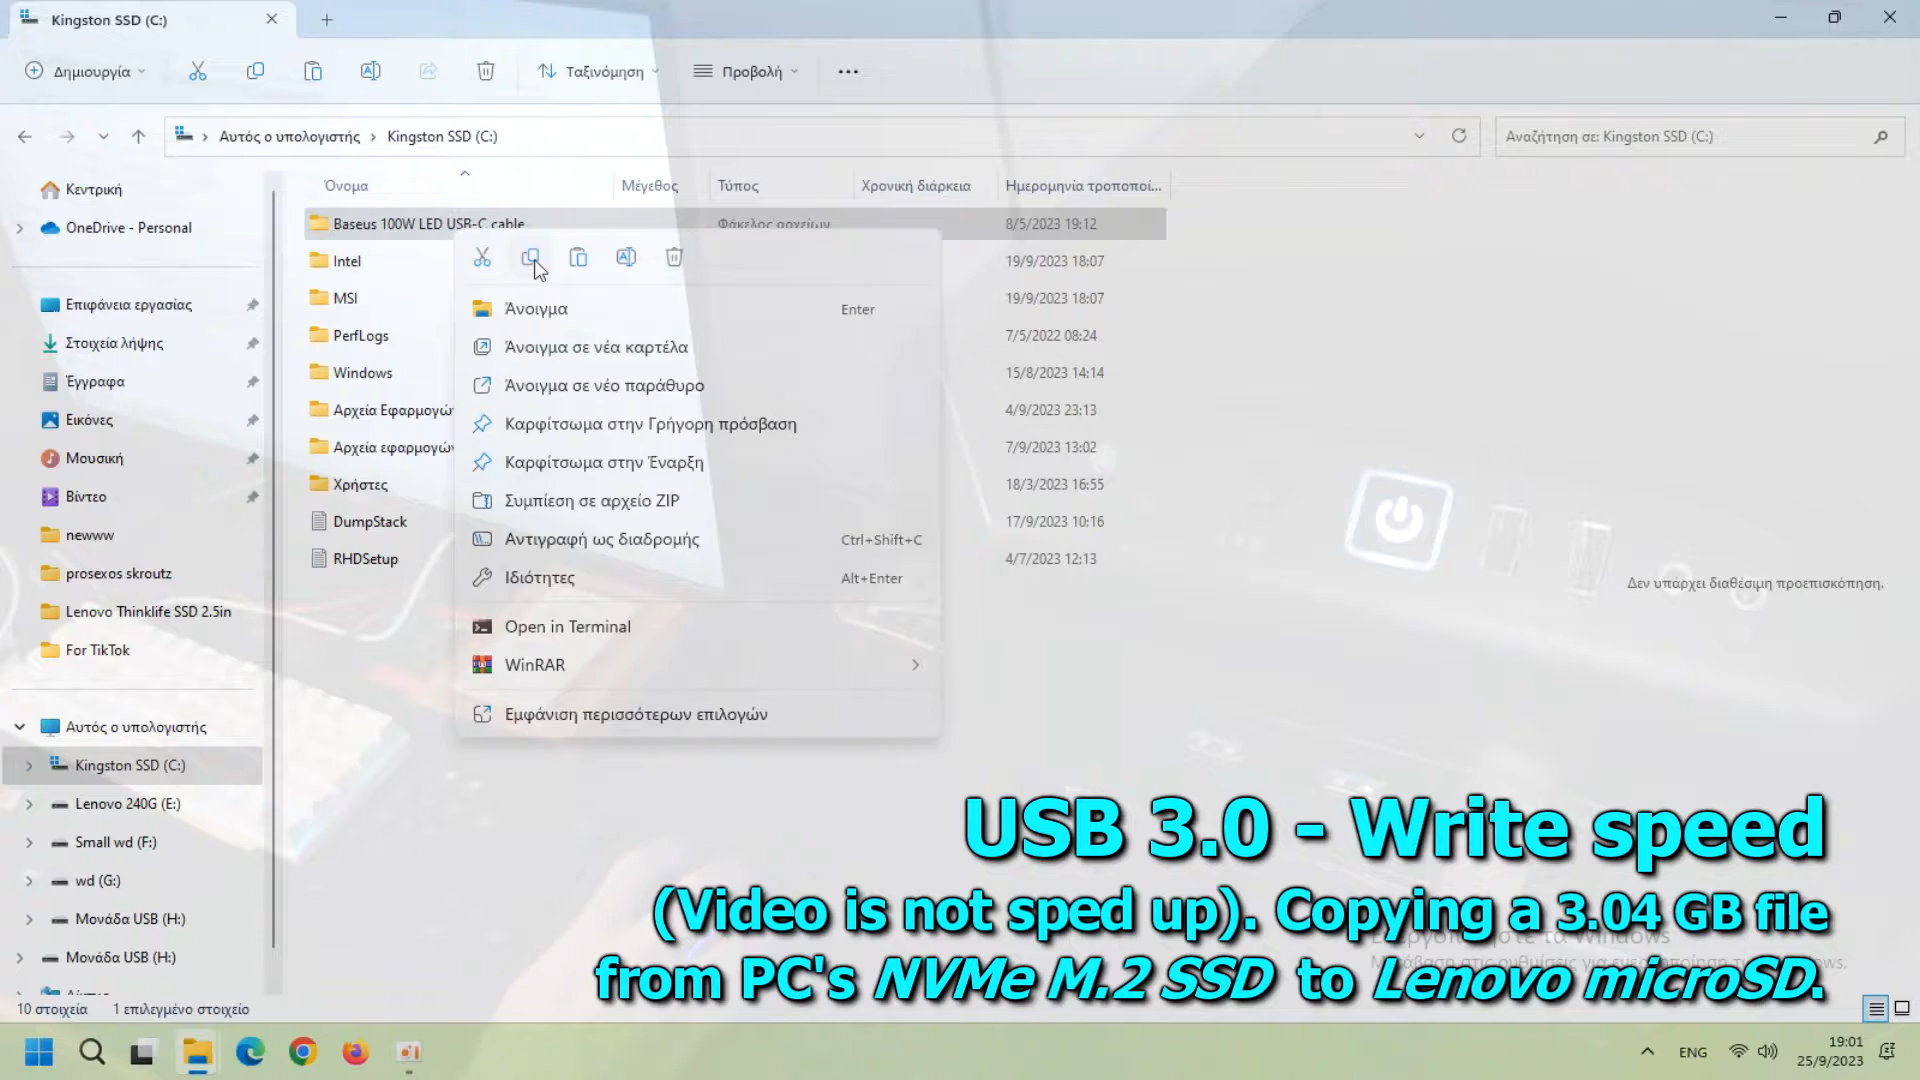 Kingston SSD (C:)
Δημιουργία
Ταξινόμηση
Προβολή
Αυτός ο υπολογιστής > Kingston SSD (C:)
Αναζήτηση σε: Kingston SSD (C:)
Όνομα Μέγεθος Τύπος Χρονική διάρκεια Ημερομηνία τροποποί...
Κεντρική
OneDrive - Personal
Επιφάνεια εργασίας
Στοιχεία λήψης
Έγγραφα
Εικόνες
Μουσική
Βίντεο
newww
prosexos skroutz
Lenovo Thinklife SSD 2.5in
For TikTok
Αυτός ο υπολογιστής
Kingston SSD (C:)
Lenovo 240G (E:)
Small wd (F:)
wd (G:)
Μονάδα USB (H:)
Μονάδα USB (H:)
Baseus 100W LED USB-C cable Φάκελος αρχείων 8/5/2023 19:12
Intel 19/9/2023 18:07
MSI 19/9/2023 18:07
PerfLogs 7/5/2022 08:24
Windows 15/8/2023 14:14
Αρχεία Εφαρμογώ 4/9/2023 23:13
Αρχεία εφαρμογών 7/9/2023 13:02
Χρήστες 18/3/2023 16:55
DumpStack 17/9/2023 10:16
RHDSetup 4/7/2023 12:13
Άνοιγμα Enter
Άνοιγμα σε νέα καρτέλα
Άνοιγμα σε νέο παράθυρο
Καρφίτσωμα στην Γρήγορη πρόσβαση
Καρφίτσωμα στην Έναρξη
Συμπίεση σε αρχείο ZIP
Αντιγραφή ως διαδρομής Ctrl+Shift+C
Ιδιότητες Alt+Enter
Open in Terminal
WinRAR
Εμφάνιση περισσότερων επιλογών
Δεν υπάρχει διαθέσιμη προεπισκόπηση.
USB 3.0 - Write speed
(Video is not sped up). Copying a 3.04 GB file
from PC's NVMe M.2 SSD to Lenovo microSD.
10 στοιχεία 1 επιλεγμένο στοιχείο
ENG
19:01
25/9/2023